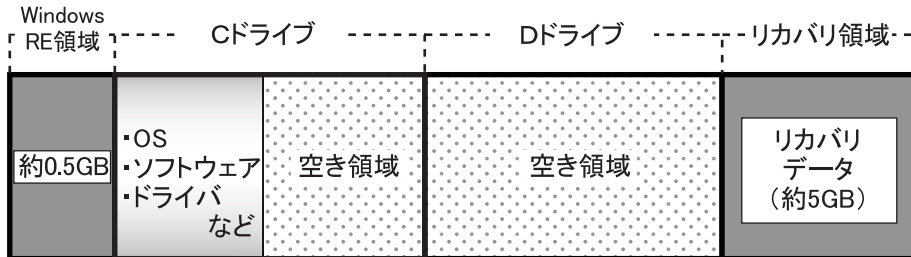 Windows
RE領域
Cドライブ
Dドライブ
リカバリ領域
約0.5GB
・OS
・ソフトウェア
・ドライバ
など
空き領域
空き領域
リカバリ
データ
(約5GB)